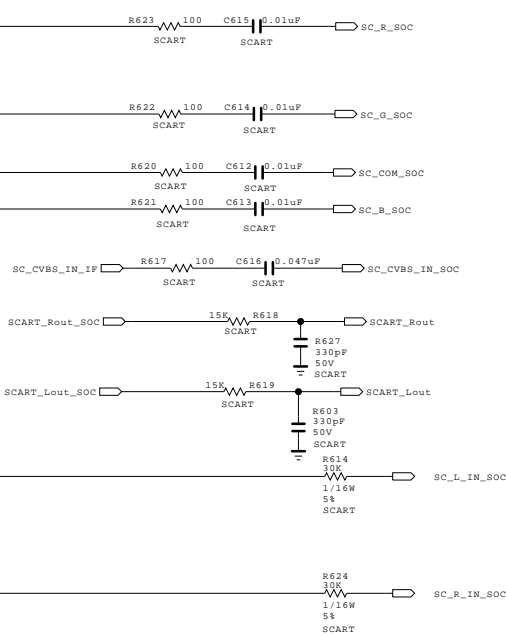 R623 100 C615 0.01uF SC_R_SOC
SCART SCART
R622 100 C614 0.01uF SC_G_SOC
SCART SCART
R620 100 C612 0.01uF SC_COM_SOC
SCART SCART
R621 100 C613 0.01uF SC_B_SOC
SCART SCART
SC_CVBS_IN_IF R617 100 C616 0.047uF SC_CVBS_IN_SOC
SCART SCART
SCART_Rout_SOC 15K R618 SCART_Rout
SCART
R627
330pF
50V
SCART
SCART_Lout_SOC 15K R619 SCART_Lout
SCART
R603
330pF
50V
SCART
R614
30K
SC_L_IN_SOC
1/16W
5%
SCART
R624
30K
SC_R_IN_SOC
1/16W
5%
SCART